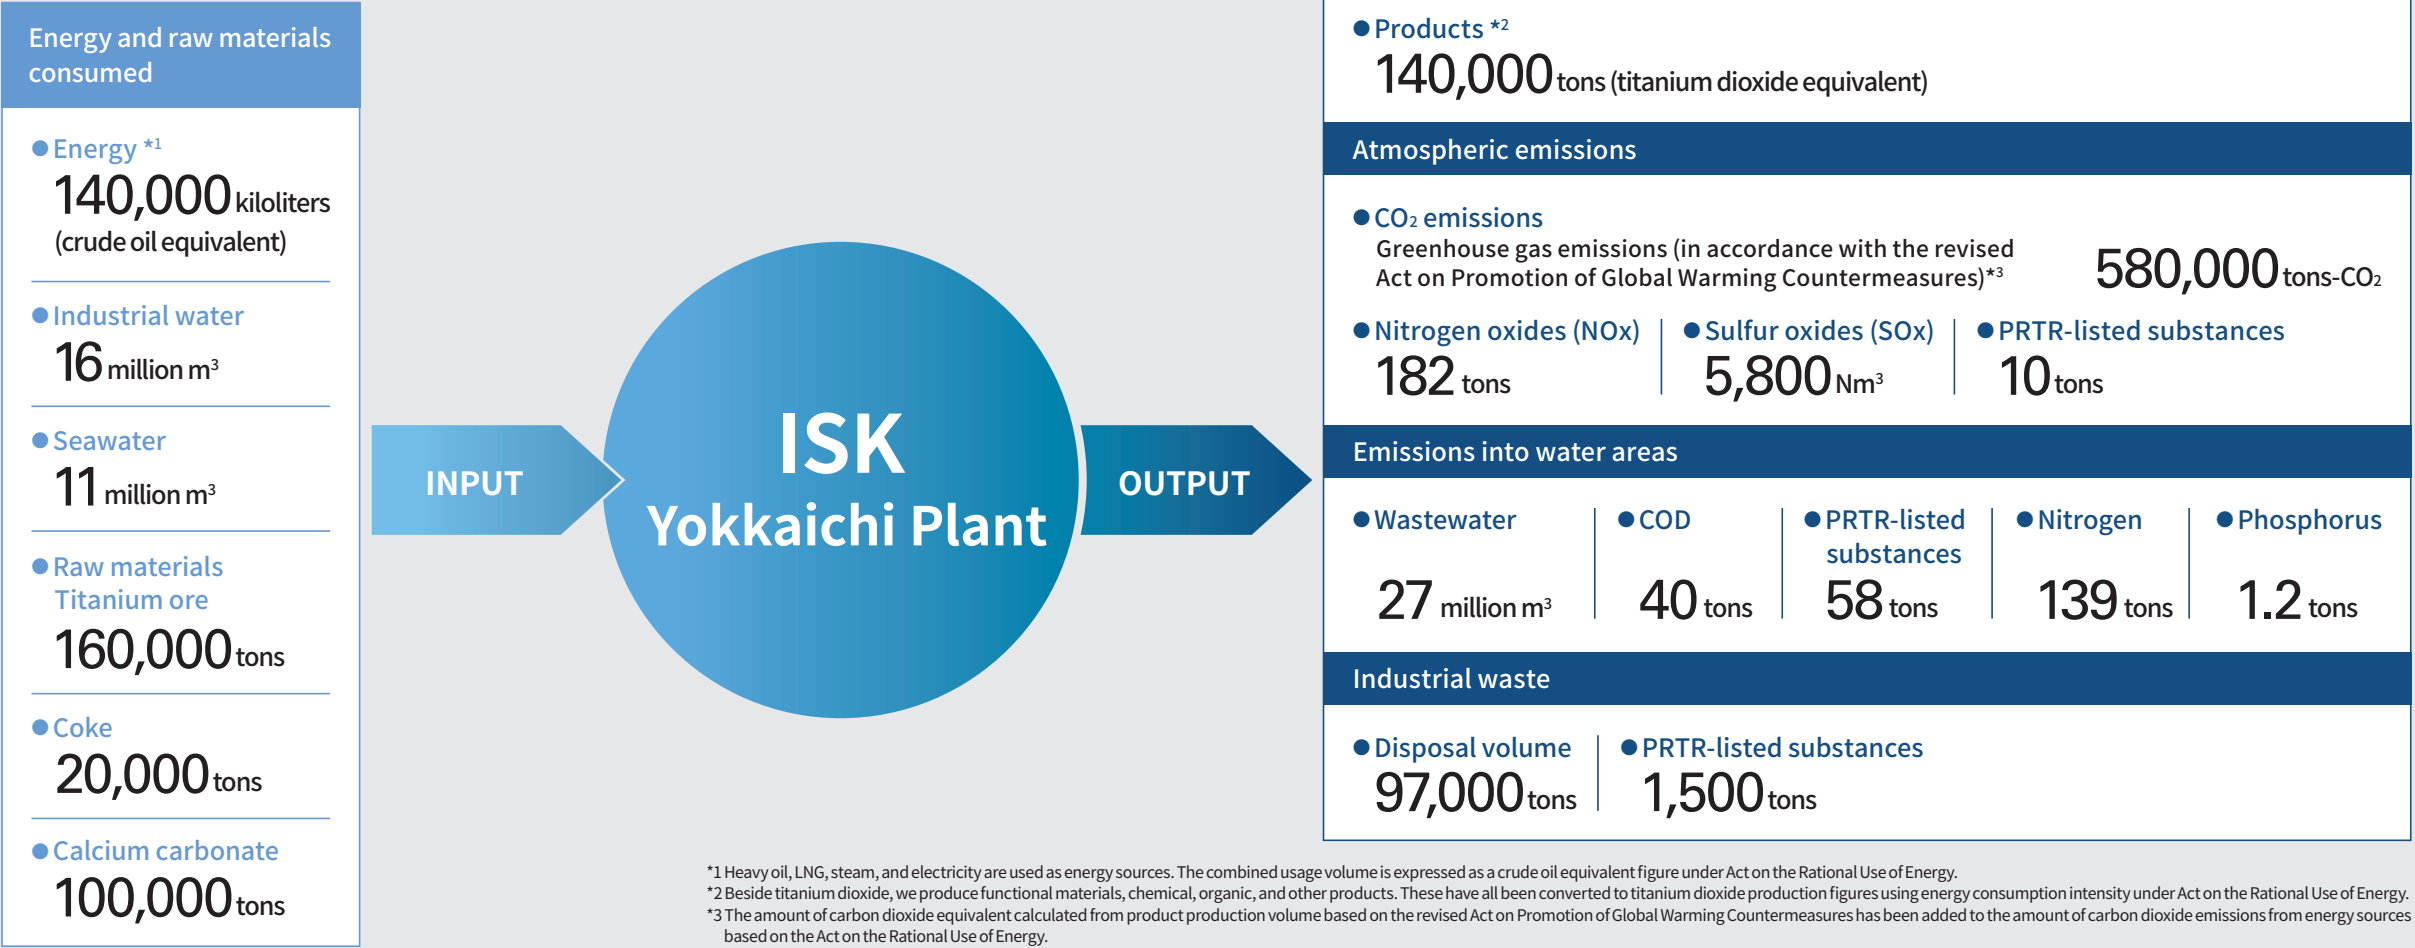 Energy and raw materials
consumed
●Energy *1
140,000 kiloliters
(crude oil equivalent)
●Industrial water
16 million m³
●Seawater
11 million m³
●Raw materials
Titanium ore
160,000 tons
●Coke
20,000 tons
●Calcium carbonate
100,000 tons
INPUT
ISK
Yokkaichi Plant
OUTPUT
●Products *2
140,000 tons (titanium dioxide equivalent)
Atmospheric emissions
●CO₂ emissions
Greenhouse gas emissions (in accordance with the revised
Act on Promotion of Global Warming Countermeasures)*3
580,000 tons-CO₂
●Nitrogen oxides (NOx)
182 tons
●Sulfur oxides (SOx)
5,800 Nm³
●PRTR-listed substances
10 tons
Emissions into water areas
●Wastewater
27 million m³
●COD
40 tons
●PRTR-listed
substances
58 tons
●Nitrogen
139 tons
●Phosphorus
1.2 tons
Industrial waste
●Disposal volume
97,000 tons
●PRTR-listed substances
1,500 tons
*1 Heavy oil, LNG, steam, and electricity are used as energy sources. The combined usage volume is expressed as a crude oil equivalent figure under Act on the Rational Use of Energy.
*2 Beside titanium dioxide, we produce functional materials, chemical, organic, and other products. These have all been converted to titanium dioxide production figures using energy consumption intensity under Act on the Rational Use of Energy.
*3 The amount of carbon dioxide equivalent calculated from product production volume based on the revised Act on Promotion of Global Warming Countermeasures has been added to the amount of carbon dioxide emissions from energy sources
based on the Act on the Rational Use of Energy.